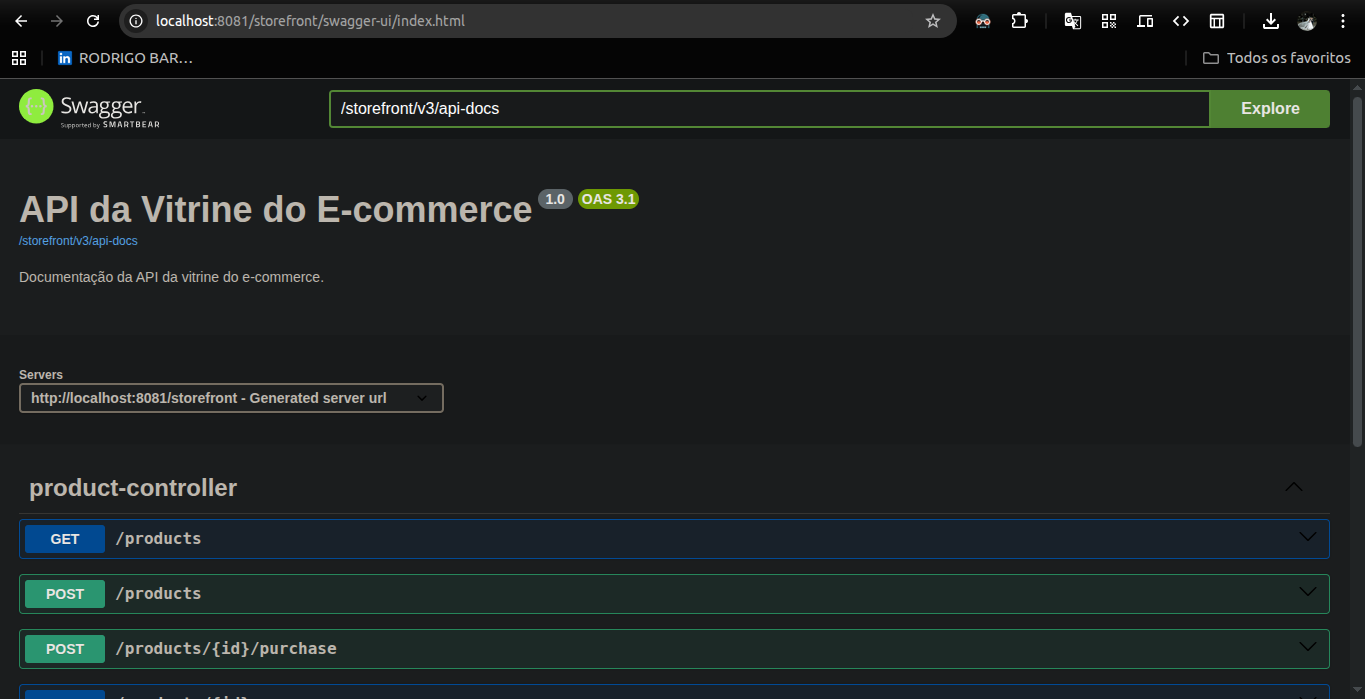 localhost:8081/storefront/swagger-ui/index.html
in RODRIGO BAR...
Todos os favoritos
Swagger.
Supported by SMARTBEAR
/storefront/v3/api-docs
Explore
API da Vitrine do E-commerce 1.0 OAS 3.1
/storefront/v3/api-docs
Documentação da API da vitrine do e-commerce.
Servers
http://localhost:8081/storefront - Generated server url
product-controller
GET /products
POST /products
POST /products/{id}/purchase